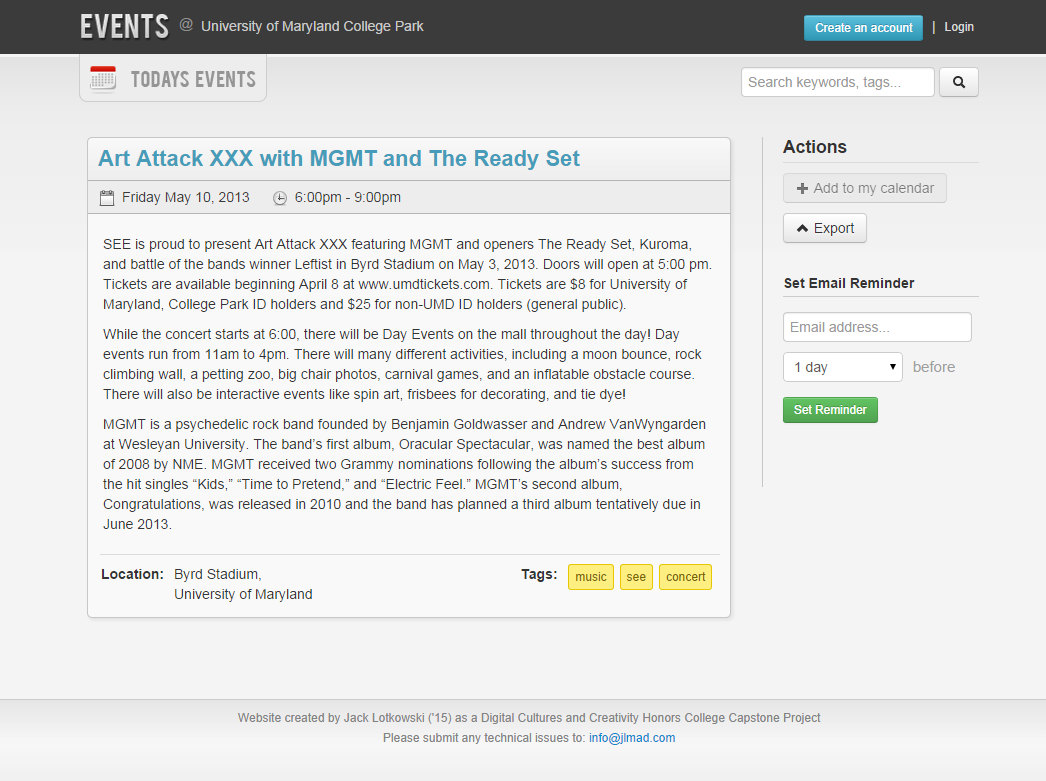 EVENTS @ University of Maryland College Park
Create an account | Login
TODAYS EVENTS
Search keywords, tags...
Art Attack XXX with MGMT and The Ready Set
Friday May 10, 2013 6:00pm - 9:00pm
SEE is proud to present Art Attack XXX featuring MGMT and openers The Ready Set, Kuroma,
and battle of the bands winner Leftist in Byrd Stadium on May 3, 2013. Doors will open at 5:00 pm.
Tickets are available beginning April 8 at www.umdtickets.com. Tickets are $8 for University of
Maryland, College Park ID holders and $25 for non-UMD ID holders (general public).
While the concert starts at 6:00, there will be Day Events on the mall throughout the day! Day
events run from 11am to 4pm. There will many different activities, including a moon bounce, rock
climbing wall, a petting zoo, big chair photos, carnival games, and an inflatable obstacle course.
There will also be interactive events like spin art, frisbees for decorating, and tie dye!
MGMT is a psychedelic rock band founded by Benjamin Goldwasser and Andrew VanWyngarden
at Wesleyan University. The band’s first album, Oracular Spectacular, was named the best album
of 2008 by NME. MGMT received two Grammy nominations following the album’s success from
the hit singles “Kids,” “Time to Pretend,” and “Electric Feel.” MGMT’s second album,
Congratulations, was released in 2010 and the band has planned a third album tentatively due in
June 2013.
Location: Byrd Stadium,
University of Maryland
Tags: music see concert
Actions
Add to my calendar
Export
Set Email Reminder
Email address...
1 day before
Set Reminder
Website created by Jack Lotkowski ('15) as a Digital Cultures and Creativity Honors College Capstone Project
Please submit any technical issues to: info@jlmad.com